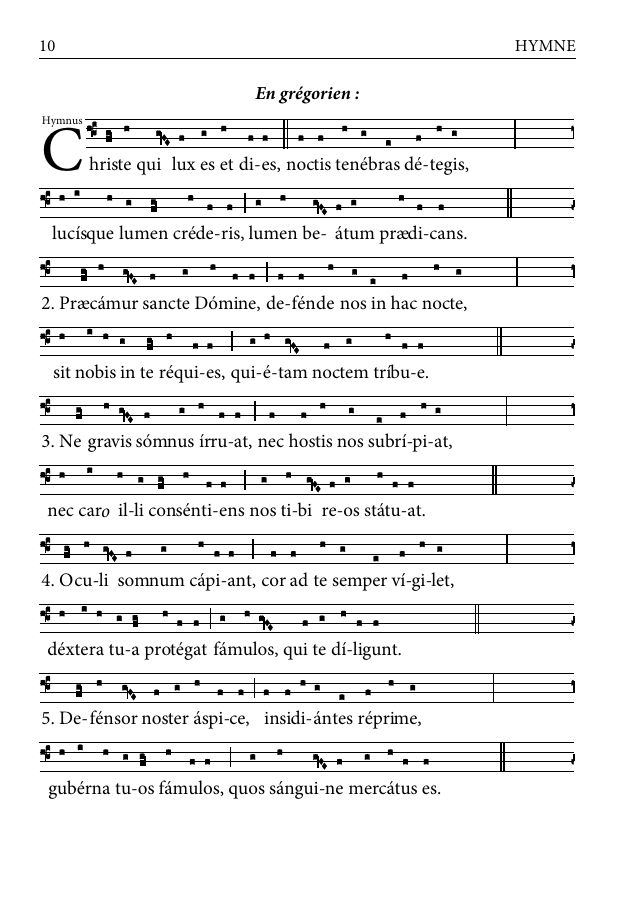 10 HYMNE
En grégorien :
Hymnus
Christe qui lux es et di-es, noctis tenébras dé-tegis,
lucísque lumen créde-ris, lumen be- átum prædi-cans.
2. Præcámur sancte Dómine, de-fénde nos in hac nocte,
sit nobis in te réqui-es, qui-é-tam noctem tríbu-e.
3. Ne gravis sómnus írru-at, nec hostis nos subrí-pi-at,
nec caro il-li consénti-ens nos ti-bi re-os státu-at.
4. Ocu-li somnum cápi-ant, cor ad te semper ví-gi-let,
déxtera tu-a protégat fámulos, qui te dí-ligunt.
5. De-fénsor noster áspi-ce, insidi-ántes réprime,
gubérna tu-os fámulos, quos sángui-ne mercátus es.